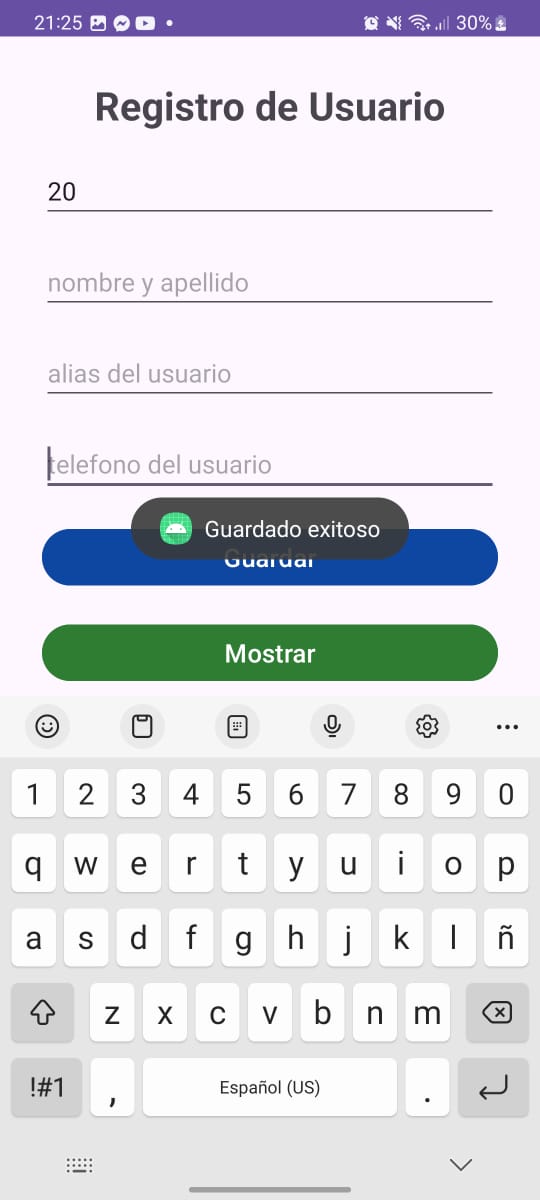 21:25
30%
Registro de Usuario
20
nombre y apellido
alias del usuario
telefono del usuario
Guardado exitoso
Guardar
Mostrar
1 2 3 4 5 6 7 8 9 0
q w e r t y u i o p
a s d f g h j k l ñ
z x c v b n m
!#1 , Español (US) .